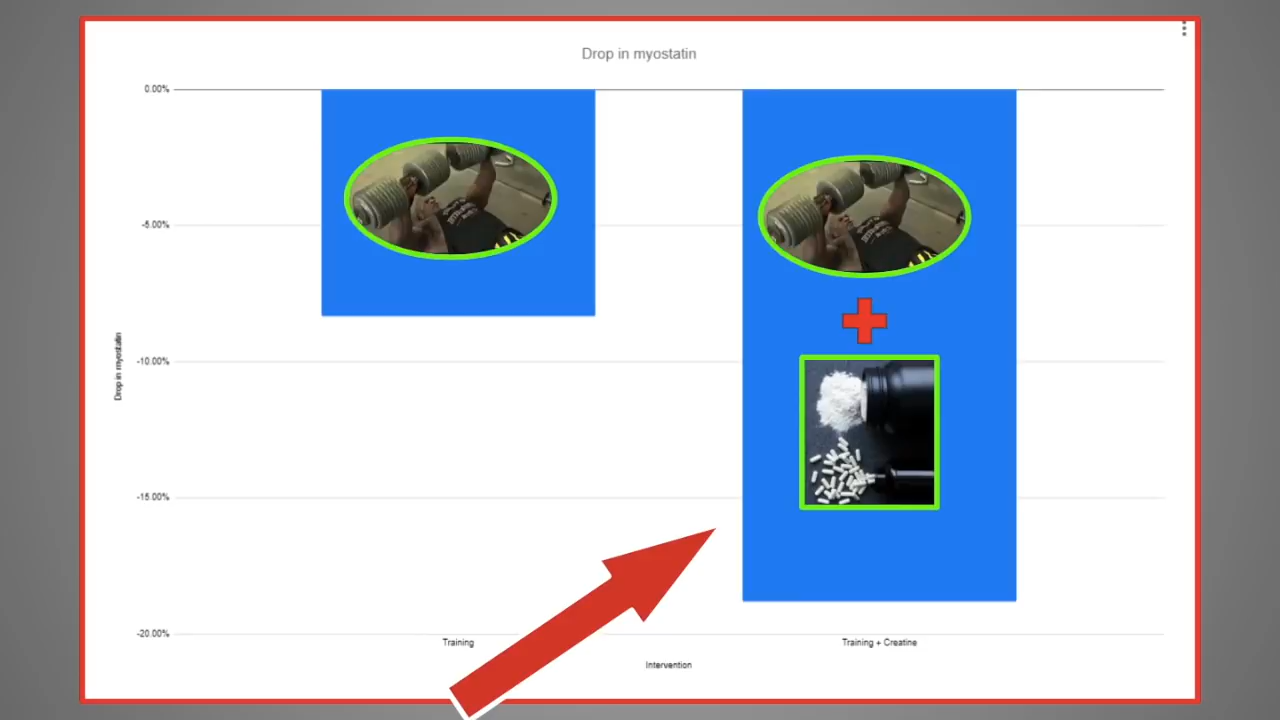 Drop in myostatin
0.00%
-5.00%
-10.00%
-15.00%
-20.00%
Drop in myostatin
Training
Training + Creatine
Intervention